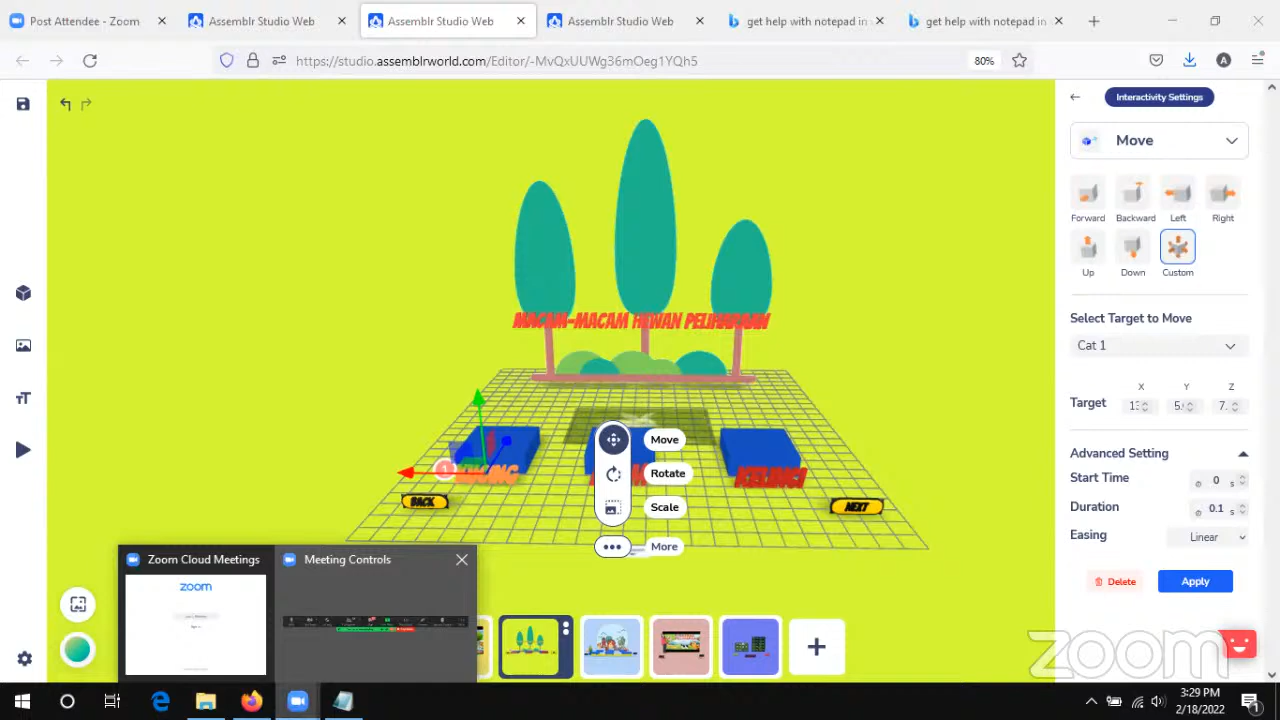 Post Attendee - Zoom
Assemblr Studio Web
Assemblr Studio Web
Assemblr Studio Web
get help with notepad in
get help with notepad in
https://studio.assemblrworld.com/Editor/-MvQxUUWg36mOeg1YQh5
80%
Interactivity Settings
Move
Forward
Backward
Left
Right
Up
Down
Custom
Select Target to Move
Cat 1
X
Y
Z
Target
Advanced Setting
Start Time
0
s
Duration
0.1
s
Easing
Linear
Delete
Apply
MACAM-MACAM HEWAN PELIHARAAN
Move
Rotate
Scale
More
1
KELINCI
BACK
NEXT
Zoom Cloud Meetings
Meeting Controls
zoom
zoom
3:29 PM
2/18/2022
1